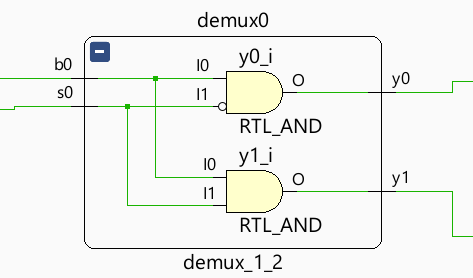 demux0
b0
s0
I0
I1
y0_i
O
RTL_AND
y0
I0
I1
y1_i
O
RTL_AND
y1
demux_1_2